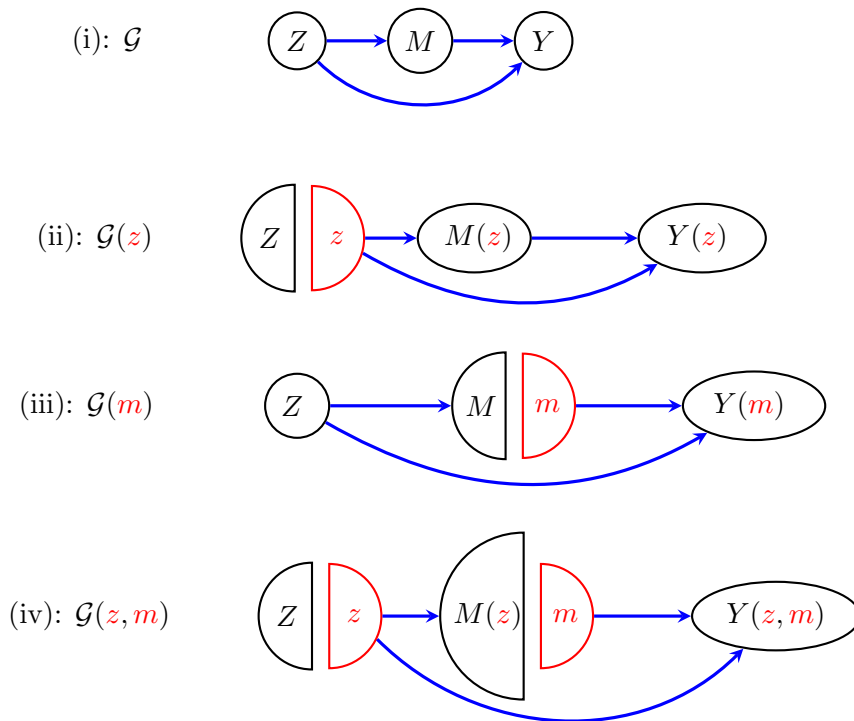 (i): 𝒢 Z M Y
(ii): 𝒢(z) Z z M(z) Y(z)
(iii): 𝒢(m) Z M m Y(m)
(iv): 𝒢(z, m) Z z M(z) m Y(z, m)